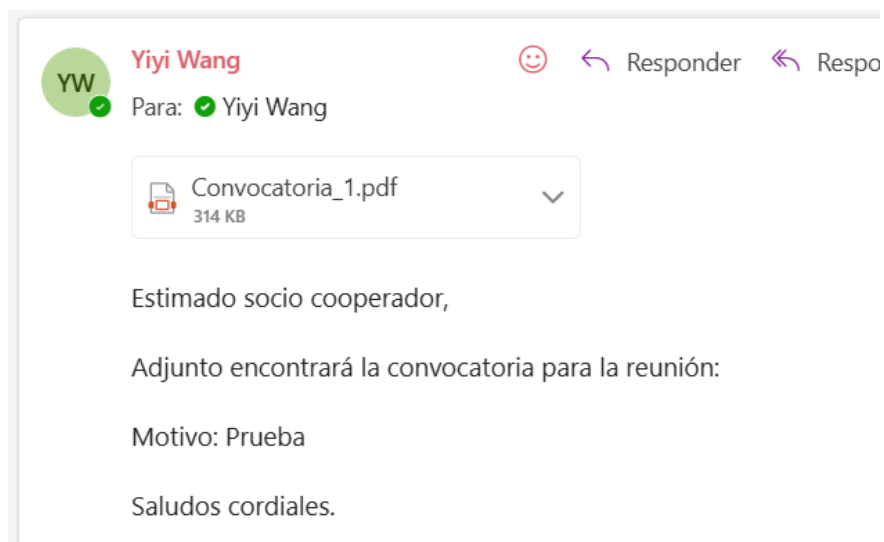 Yiyi Wang
Responder
YW
Para: Yiyi Wang
Convocatoria_1.pdf
314 KB
Estimado socio cooperador,
Adjunto encontrará la convocatoria para la reunión:
Motivo: Prueba
Saludos cordiales.